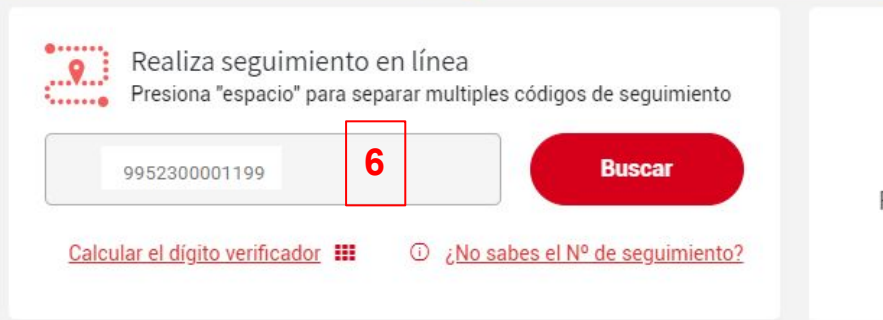 Realiza seguimiento en línea
Presiona "espacio" para separar multiples códigos de seguimiento
9952300001199
6
Buscar
Calcular el dígito verificador
¿No sabes el Nº de seguimiento?